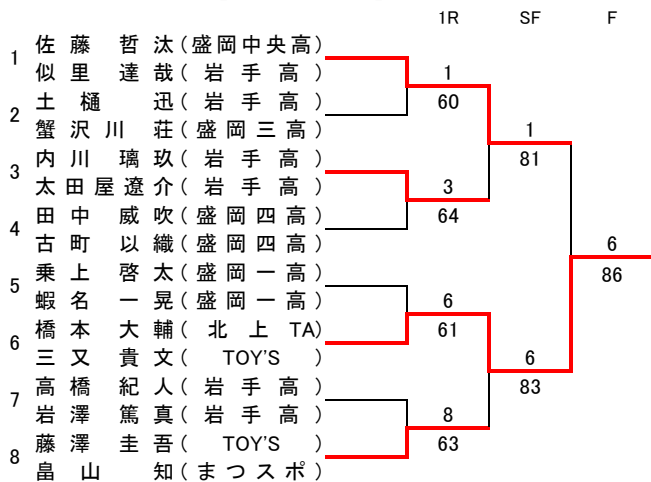 1R SF F
1 佐藤 哲汰(盛岡中央高)
似里 達哉(岩手高)
2 土樋 迅(岩手高)
蟹沢川 荘(盛岡三高)
3 内川 璃玖(岩手高)
太田屋遼介(岩手高)
4 田中 威吹(盛岡四高)
古町 以織(盛岡四高)
5 乗上 啓太(盛岡一高)
蝦名 一晃(盛岡一高)
6 橋本 大輔(北上TA)
三又 貴文(TOY'S)
7 高橋 紀人(岩手高)
岩澤 篤真(岩手高)
8 藤澤 圭吾(TOY'S)
畠山 知(まつスポ)
1
60
3
64
6
61
8
63
1
81
6
83
6
86